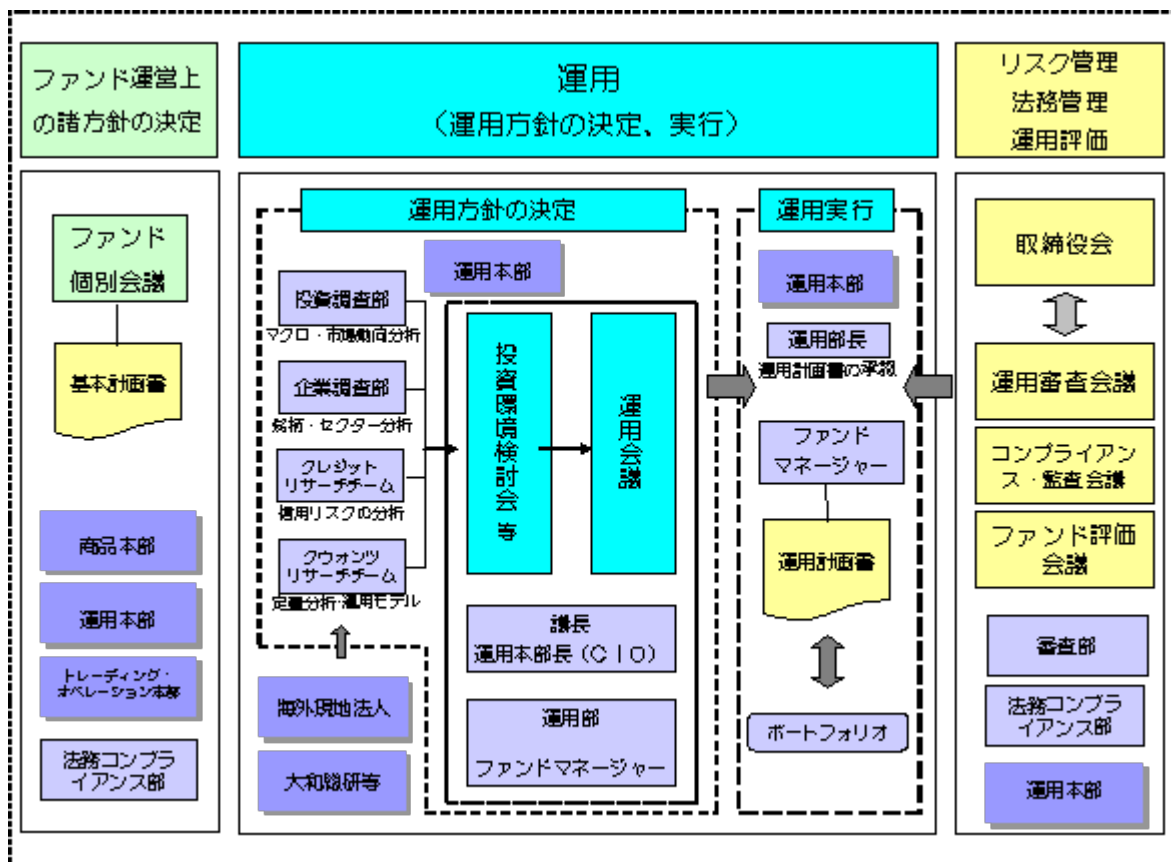 ファンド運営上
の諸方針の決定
運用
(運用方針の決定、実行)
リスク管理
法務管理
運用評価
ファンド
個別会議
基本計画書
商品本部
運用本部
トレーディング・
オペレーション本部
法務コンプラ
イアンス部
運用方針の決定
運用本部
投資調査部
マクロ・市場動向分析
企業調査部
銘柄・セクター分析
クレジット
リサーチチーム
信用リスクの分析
クウォンツ
リサーチチーム
定量分析・運用モデル
海外現地法人
大和総研等
投資環境検討会 等
運用会議
議長
運用本部長(CIO)
運用部
ファンドマネージャー
運用実行
運用本部
運用部長
運用計画書の承認
ファンド
マネージャー
運用計画書
ポートフォリオ
取締役会
運用審査会議
コンプライアン
ス・監査会議
ファンド評価
会議
審査部
法務コンプラ
イアンス部
運用本部